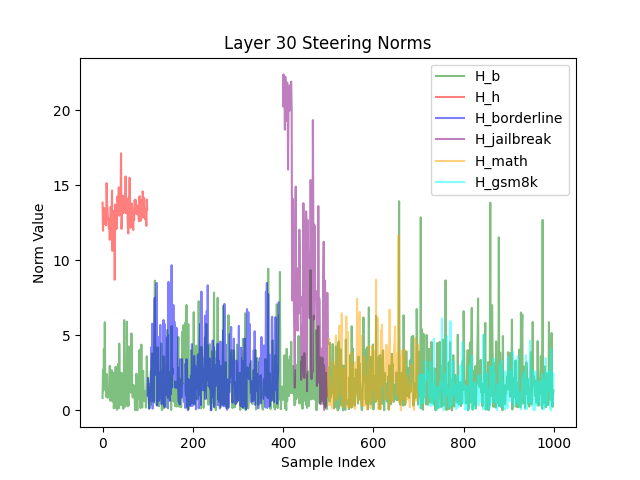 Layer 30 Steering Norms
H_b
H_h
H_borderline
H_jailbreak
H_math
H_gsm8k
Norm Value
20
15
10
5
0
0
200
400
600
800
1000
Sample Index